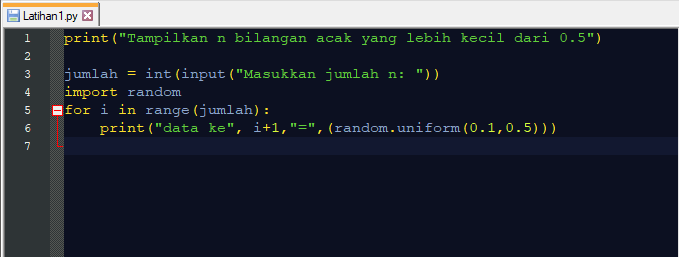 Latihan1.py
1 print("Tampilkan n bilangan acak yang lebih kecil dari 0.5")
2
3 jumlah = int(input("Masukkan jumlah n: "))
4 import random
5 for i in range(jumlah):
6     print("data ke", i+1,"=",(random.uniform(0.1,0.5)))
7